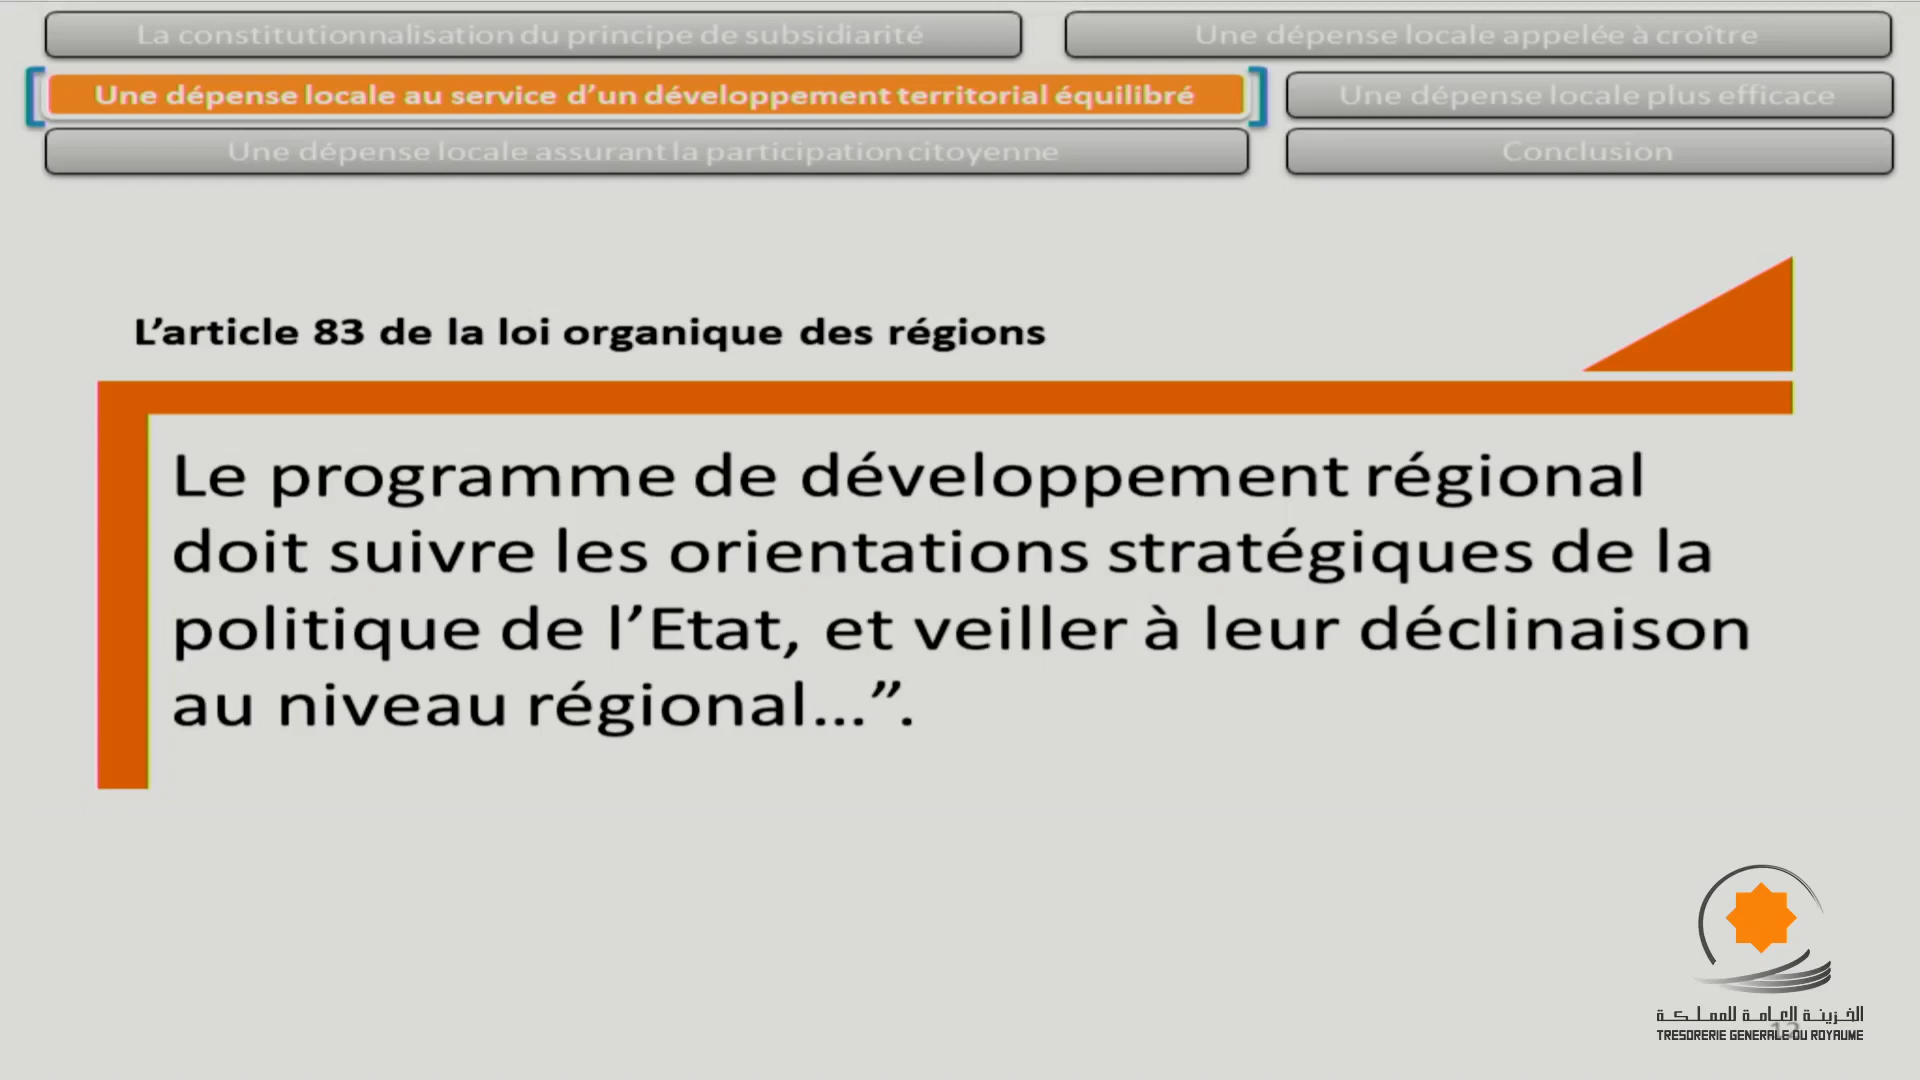 La constitutionnalisation du principe de subsidiarité
Une dépense locale appelée à croître
Une dépense locale au service d’un développement territorial équilibré
Une dépense locale plus efficace
Une dépense locale assurant la participation citoyenne
Conclusion
L’article 83 de la loi organique des régions
Le programme de développement régional
doit suivre les orientations stratégiques de la
politique de l’Etat, et veiller à leur déclinaison
au niveau régional...”.
الخزينة العامة للمملكة
TRESORERIE GENERALE DU ROYAUME